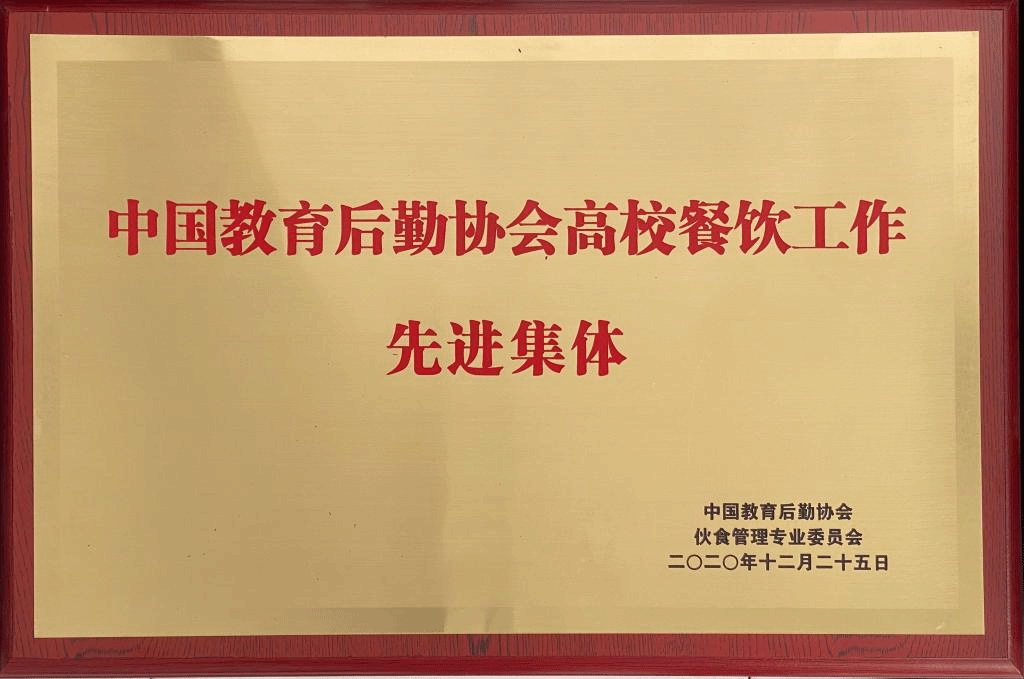 中国教育后勤协会高校餐饮工作
先进集体
中国教育后勤协会
伙食管理专业委员会
二〇二〇年十二月二十五日